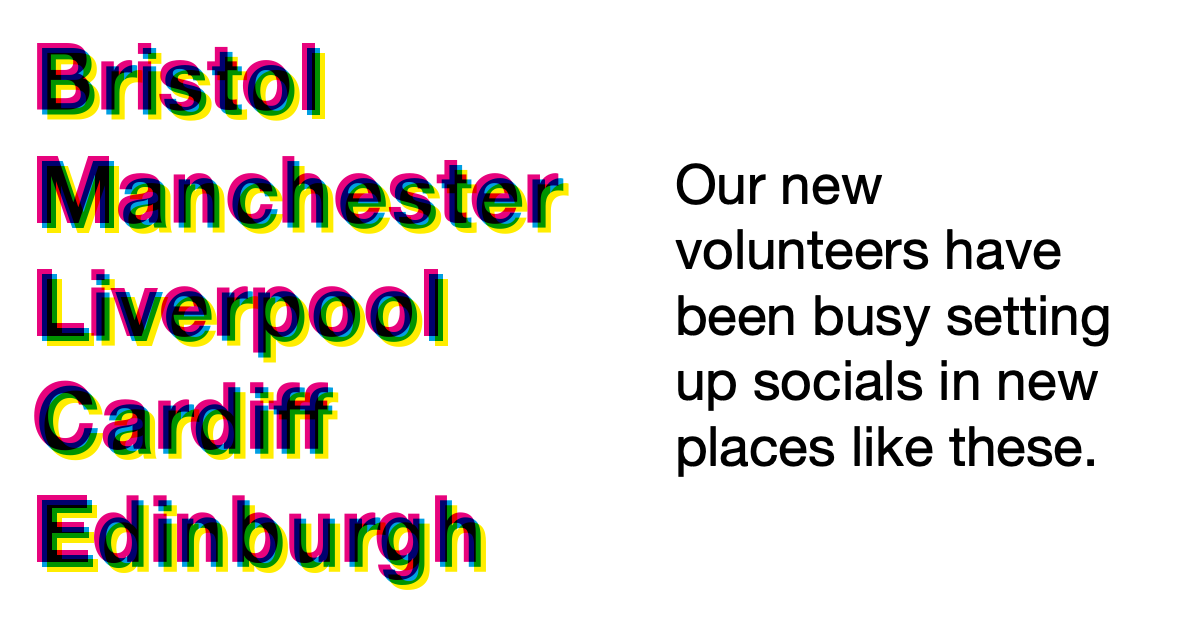 Bristol
Manchester
Liverpool
Cardiff
Edinburgh
Our new
volunteers have
been busy setting
up socials in new
places like these.